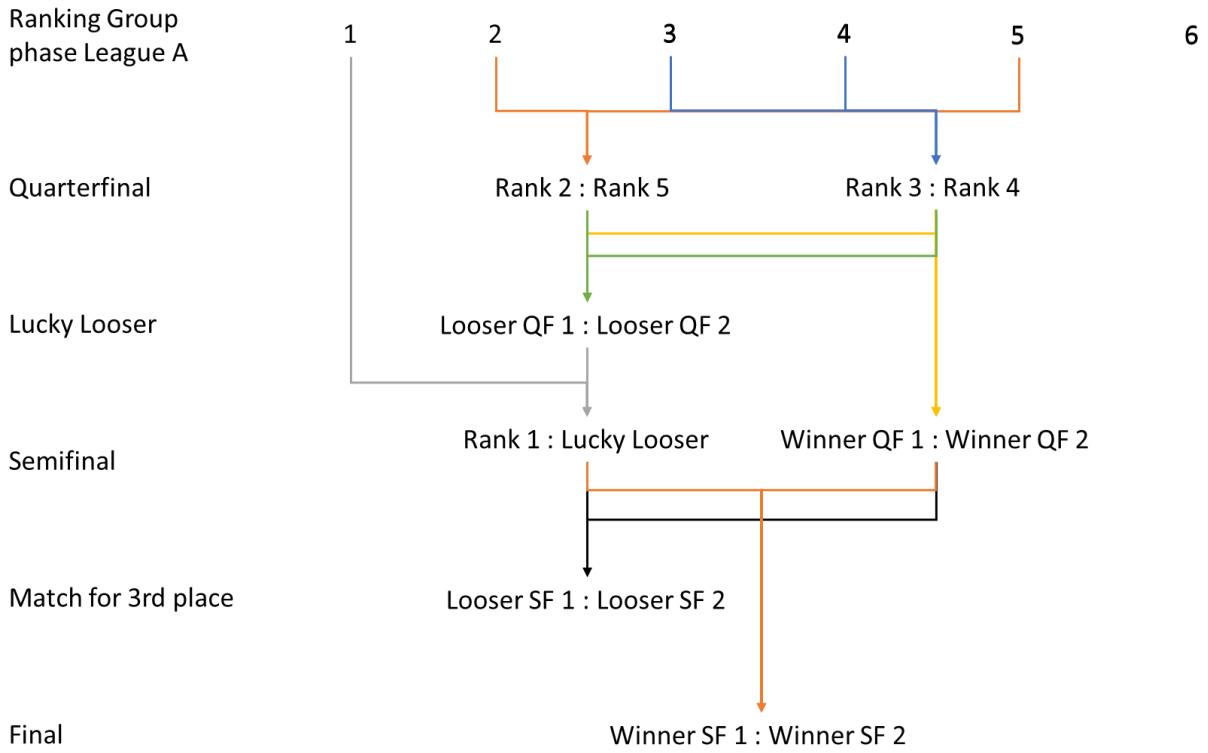 Ranking Group
phase League A
1 2 3 4 5 6
Quarterfinal
Rank 2 : Rank 5
Rank 3 : Rank 4
Lucky Looser
Looser QF 1 : Looser QF 2
Rank 1 : Lucky Looser
Winner QF 1 : Winner QF 2
Semifinal
Match for 3rd place
Looser SF 1 : Looser SF 2
Final
Winner SF 1 : Winner SF 2